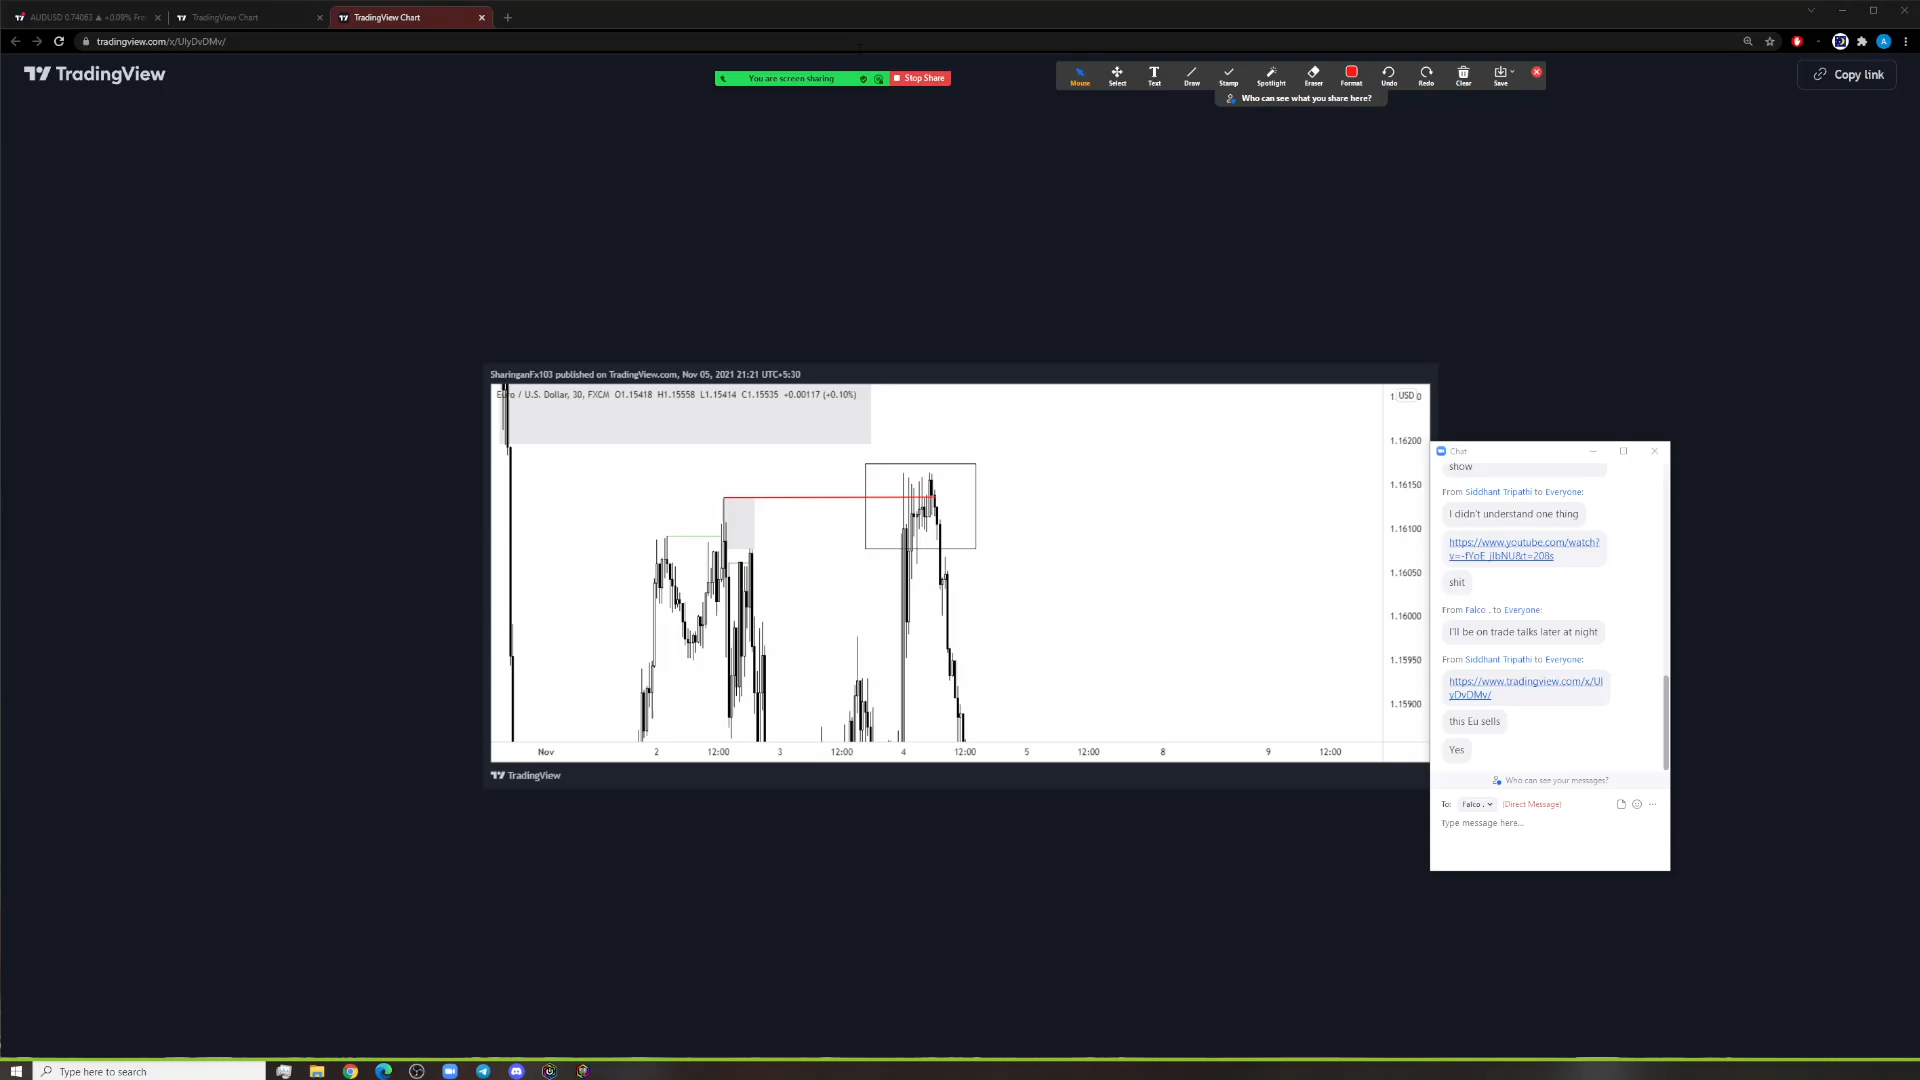 AUDUSD 0.74063 ▲ +0.09% Fre
TradingView Chart
TradingView Chart
tradingview.com/x/UlyDvDMv/
TradingView
You are screen sharing
Stop Share
Mouse
Select
Text
Draw
Stamp
Spotlight
Eraser
Format
Undo
Redo
Clear
Save
Who can see what you share here?
Copy link
SharinganFx103 published on TradingView.com, Nov 05, 2021 21:21 UTC+5:30
Euro / U.S. Dollar, 30, FXCM O1.15418 H1.15558 L1.15414 C1.15535 +0.00117 (+0.10%)
USD
1.16200
1.16150
1.16100
1.16050
1.16000
1.15950
1.15900
Nov
2
12:00
3
12:00
4
12:00
5
12:00
8
9
12:00
TradingView
Chat
show
From Siddhant Tripathi to Everyone:
I didn't understand one thing
https://www.youtube.com/watch?
v=-fYoE_jIbNU&t=208s
shit
From Falco . to Everyone:
I'll be on trade talks later at night
From Siddhant Tripathi to Everyone:
https://www.tradingview.com/x/Ul
yDvDMv/
this Eu sells
Yes
Who can see your messages?
To: Falco . (Direct Message)
Type message here...
Type here to search